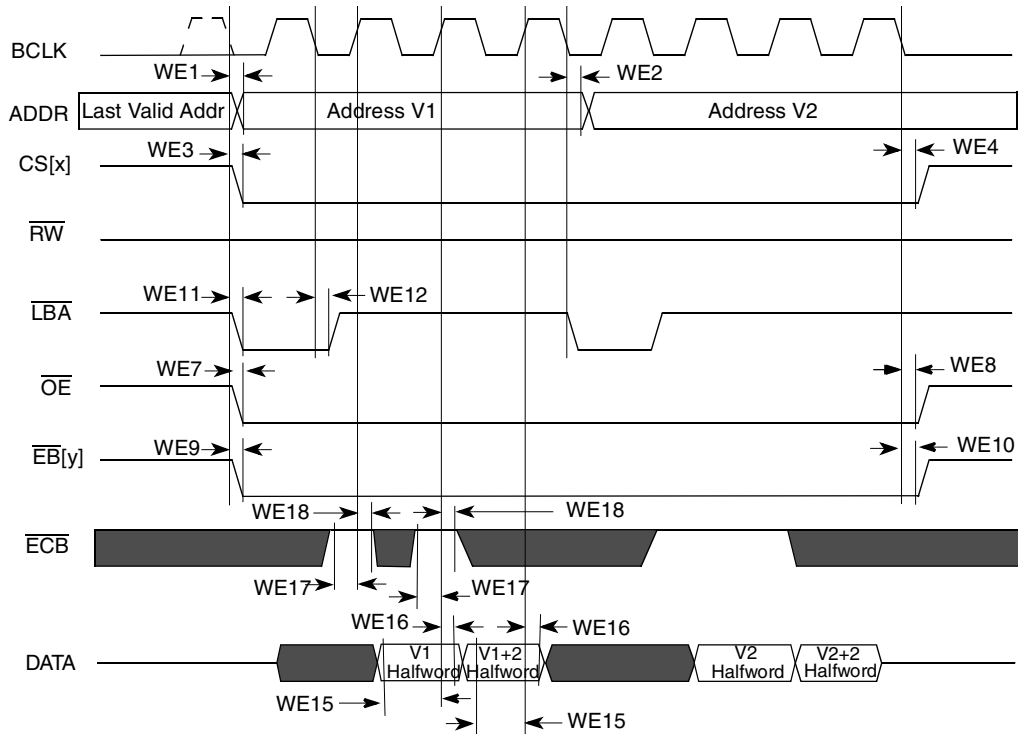 BCLK
WE1
WE2
ADDR
Last Valid Addr
Address V1
Address V2
WE3
WE4
CS[x]
RW
WE11
WE12
LBA
WE7
WE8
OE
WE9
WE10
EB[y]
WE18
WE18
ECB
WE17
WE17
WE16
WE16
DATA
V1
Halfword
V1+2
Halfword
V2
Halfword
V2+2
Halfword
WE15
WE15